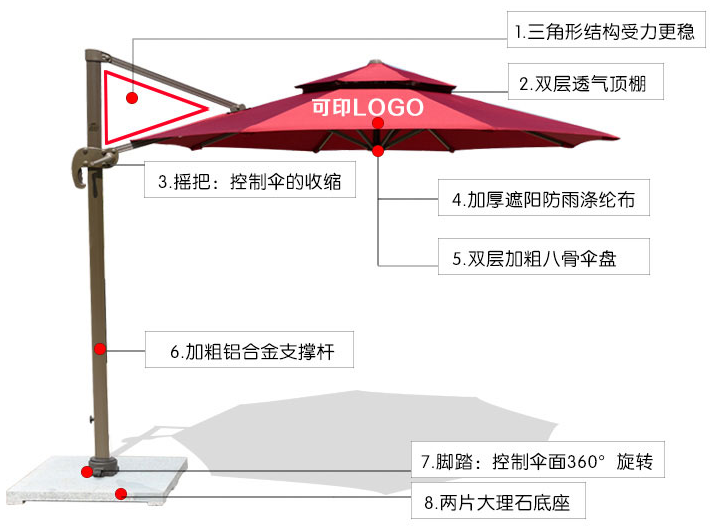 1.三角形结构受力更稳
2.双层透气顶棚
可印LOGO
3.摇把：控制伞的收缩
4.加厚遮阳防雨涤纶布
5.双层加粗八骨伞盘
6.加粗铝合金支撑杆
7.脚踏：控制伞面360°旋转
8.两片大理石底座